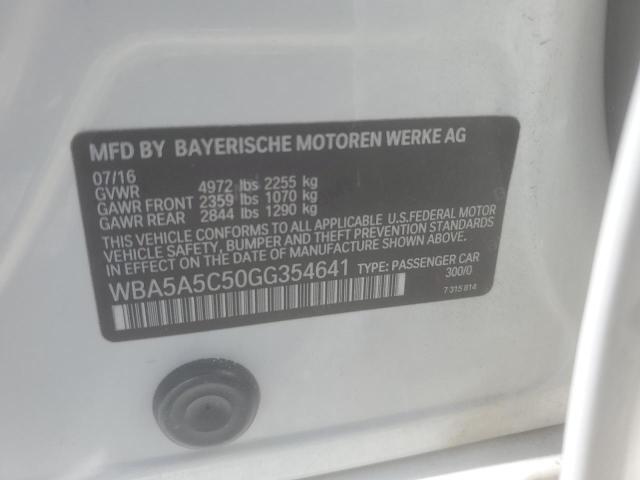 MFD BY BAYERISCHE MOTOREN WERKE AG
07/16
GVWR 4972 lbs 2255 kg
GAWR FRONT 2359 lbs 1070 kg
GAWR REAR 2844 lbs 1290 kg
THIS VEHICLE CONFORMS TO ALL APPLICABLE U.S.FEDERAL MOTOR
VEHICLE SAFETY, BUMPER AND THEFT PREVENTION STANDARDS
IN EFFECT ON THE DATE OF MANUFACTURE SHOWN ABOVE.
WBA5A5C50GG354641 TYPE: PASSENGER CAR
300/0
7 315 814